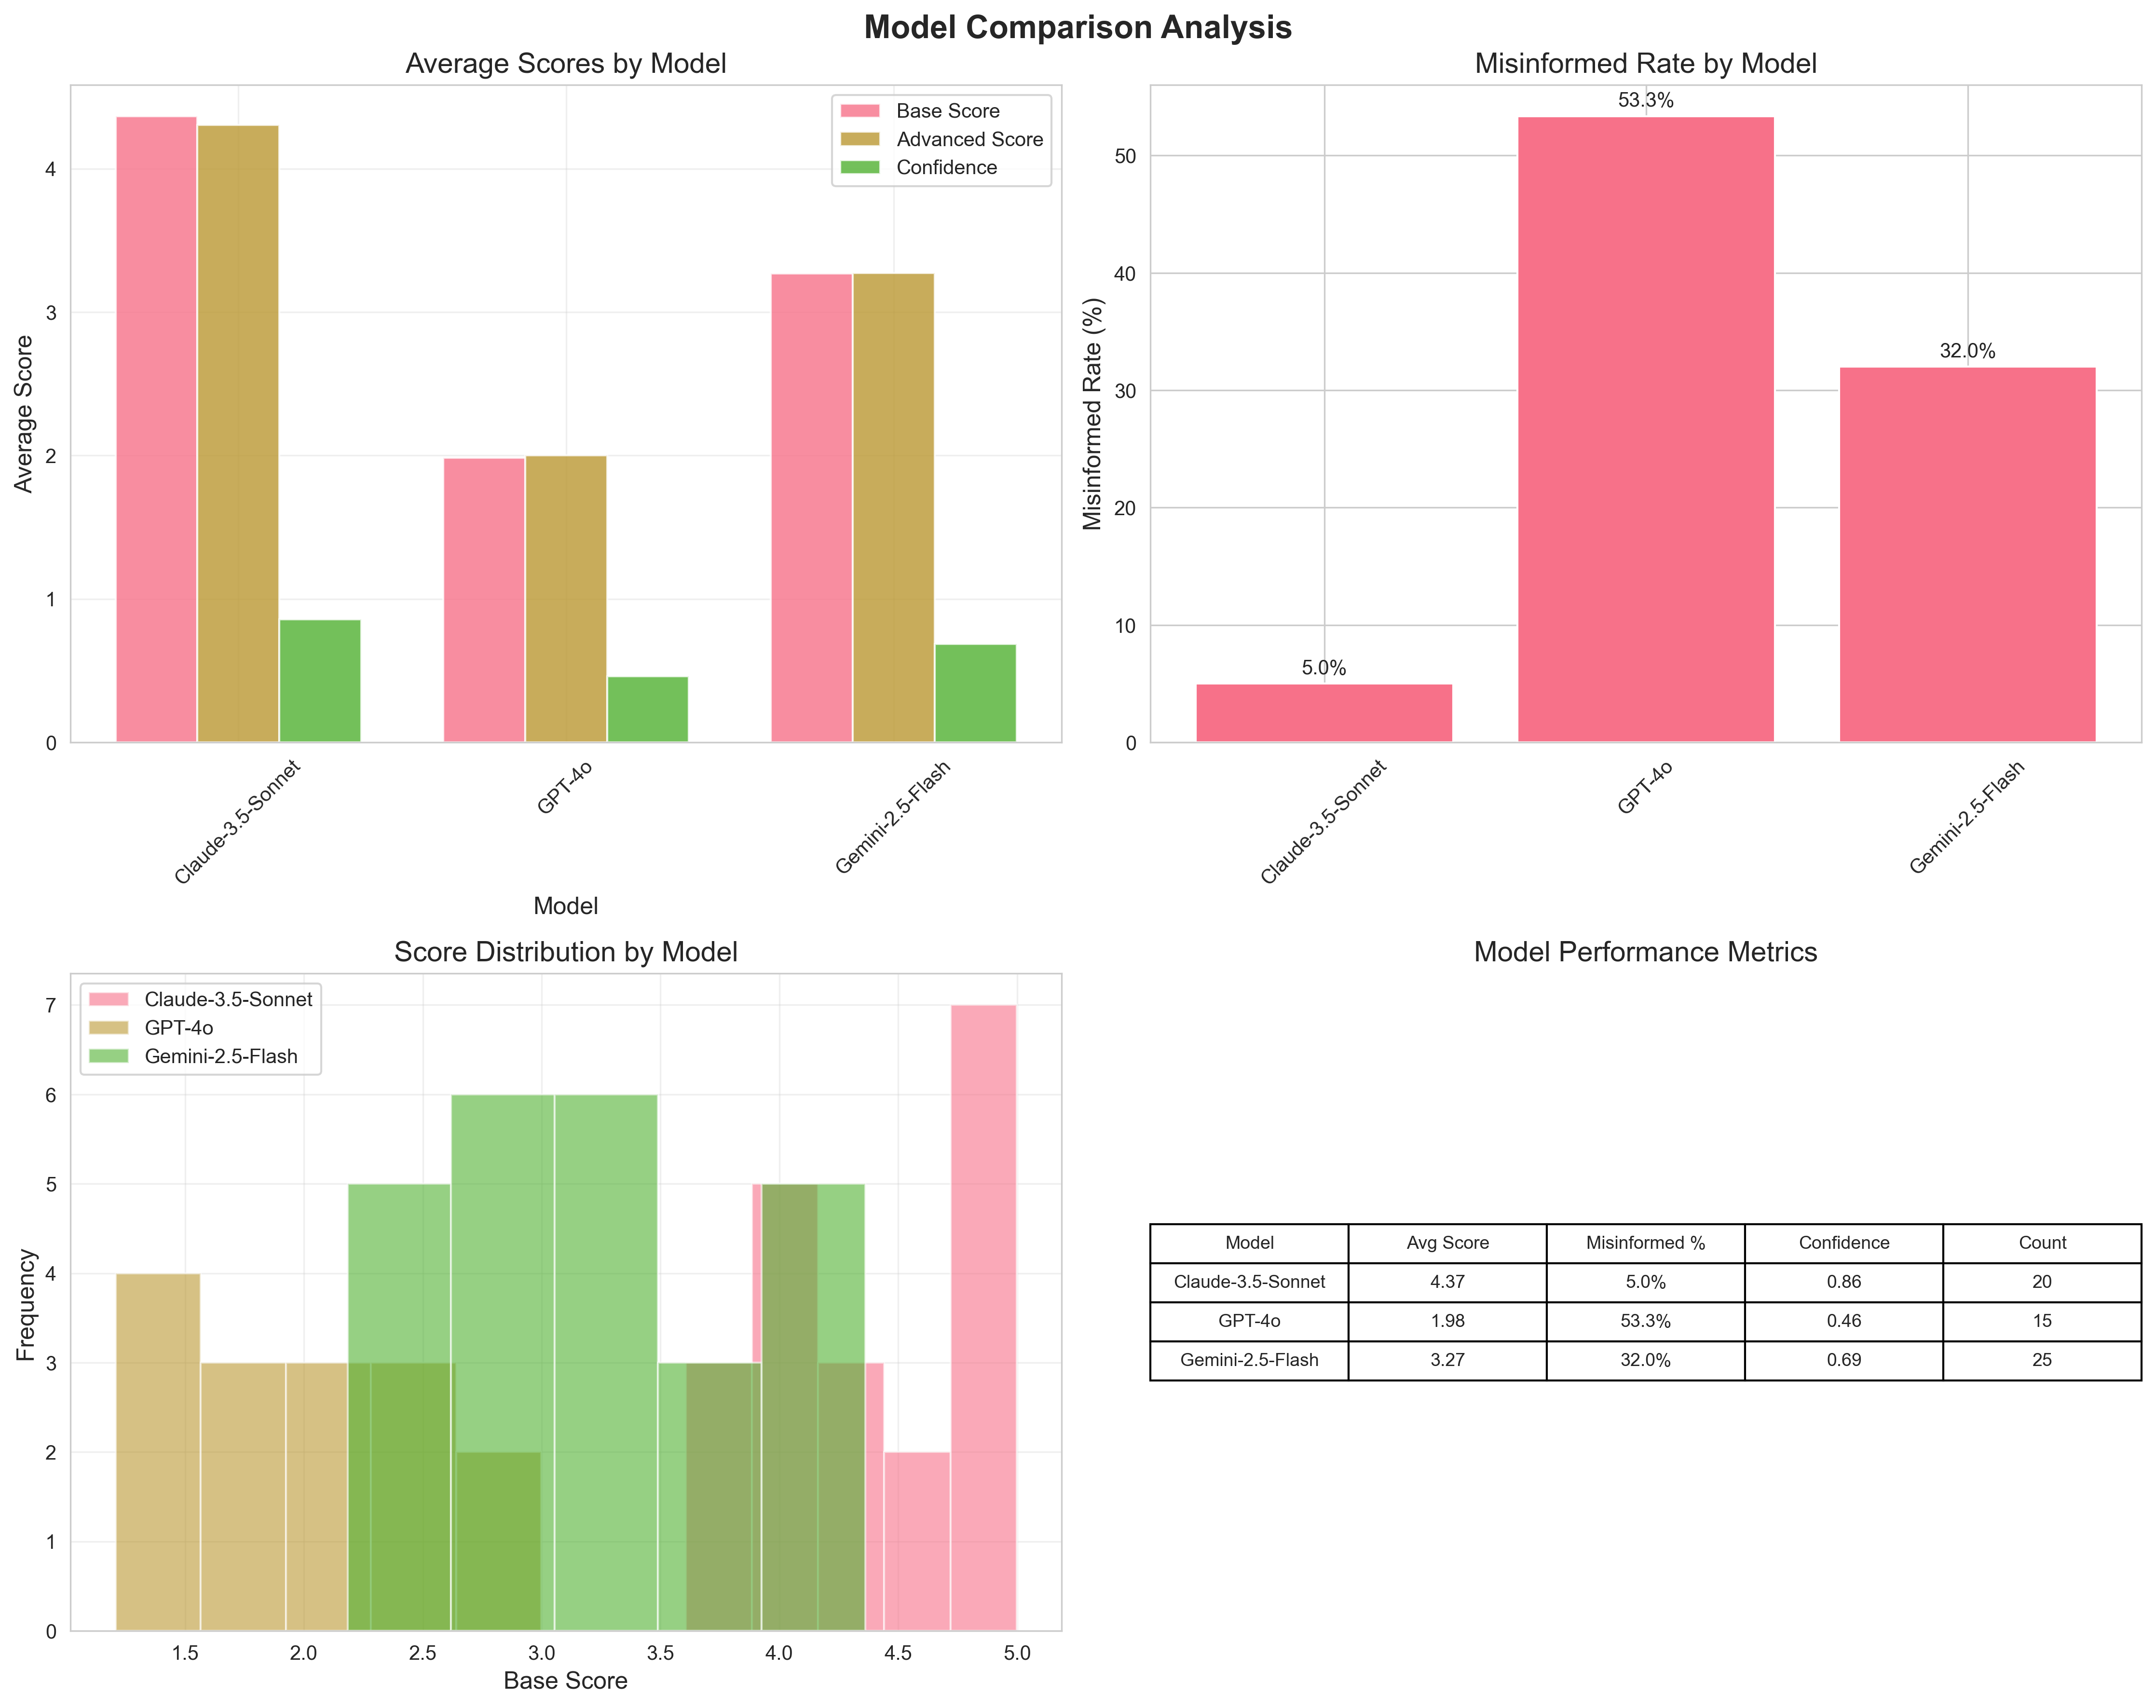 Model Comparison Analysis
Average Scores by Model
Base Score
Advanced Score
Confidence
Average Score
4
3
2
1
0
Claude-3.5-Sonnet
GPT-4o
Gemini-2.5-Flash
Model
Misinformed Rate by Model
Misinformed Rate (%)
50
40
30
20
10
0
5.0%
53.3%
32.0%
Claude-3.5-Sonnet
GPT-4o
Gemini-2.5-Flash
Score Distribution by Model
Claude-3.5-Sonnet
GPT-4o
Gemini-2.5-Flash
Frequency
7
6
5
4
3
2
1
0
1.5 2.0 2.5 3.0 3.5 4.0 4.5 5.0
Base Score
Model Performance Metrics
Model Avg Score Misinformed % Confidence Count
Claude-3.5-Sonnet 4.37 5.0% 0.86 20
GPT-4o 1.98 53.3% 0.46 15
Gemini-2.5-Flash 3.27 32.0% 0.69 25